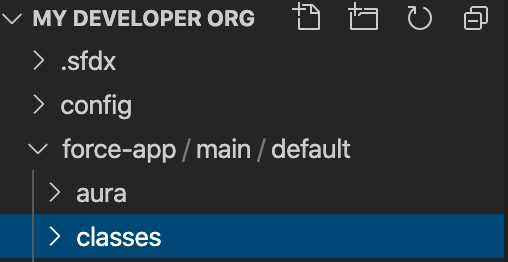 MY DEVELOPER ORG
.sfdx
config
force-app / main / default
aura
classes